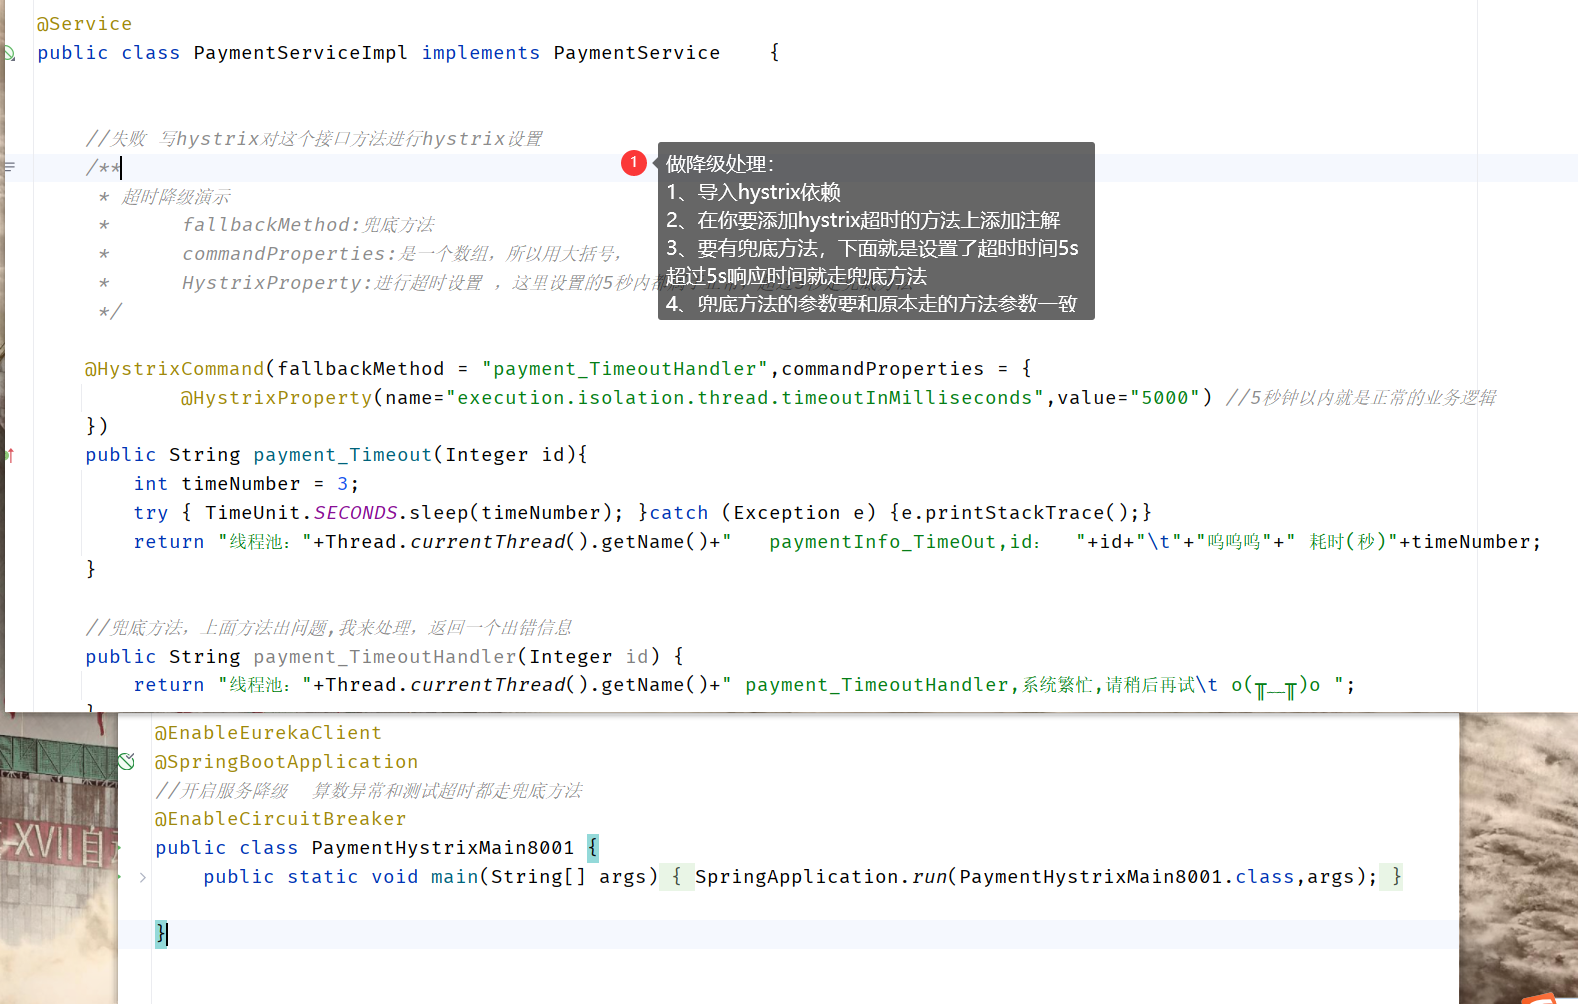 @Service
public class PaymentServiceImpl implements PaymentService    {
//失败 写hystrix对这个接口方法进行hystrix设置
/**
* 超时降级演示
*      fallbackMethod:兜底方法
*      commandProperties:是一个数组，所以用大括号，
*      HystrixProperty:进行超时设置 ，这里设置的5秒内
*/
1
做降级处理：
1、导入hystrix依赖
2、在你要添加hystrix超时的方法上添加注解
3、要有兜底方法，下面就是设置了超时时间5s
超过5s响应时间就走兜底方法
4、兜底方法的参数要和原本走的方法参数一致
@HystrixCommand(fallbackMethod = "payment_TimeoutHandler",commandProperties = {
@HystrixProperty(name="execution.isolation.thread.timeoutInMilliseconds",value="5000") //5秒钟以内就是正常的业务逻辑
})
public String payment_Timeout(Integer id){
int timeNumber = 3;
try { TimeUnit.SECONDS.sleep(timeNumber); }catch (Exception e) {e.printStackTrace();}
return "线程池："+Thread.currentThread().getName()+"   paymentInfo_TimeOut,id：  "+id+"\t"+"呜呜呜"+" 耗时(秒)"+timeNumber;
}
//兜底方法，上面方法出问题,我来处理，返回一个出错信息
public String payment_TimeoutHandler(Integer id) {
return "线程池："+Thread.currentThread().getName()+" payment_TimeoutHandler,系统繁忙,请稍后再试\t o(╥﹏╥)o ";
@EnableEurekaClient
@SpringBootApplication
//开启服务降级  算数异常和测试超时都走兜底方法
@EnableCircuitBreaker
public class PaymentHystrixMain8001 {
public static void main(String[] args) { SpringApplication.run(PaymentHystrixMain8001.class,args); }
}
XVII自